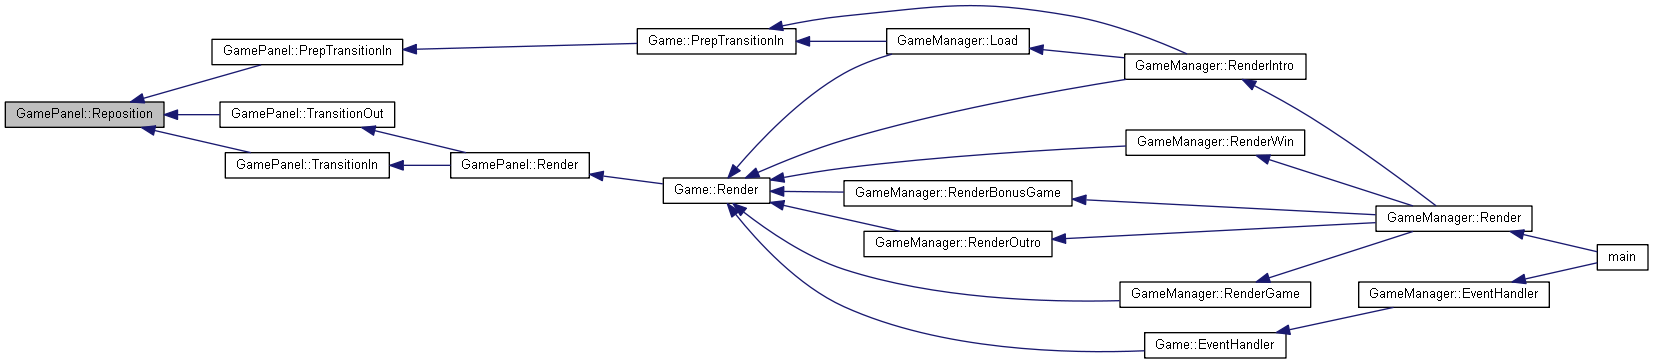 GamePanel::Reposition
GamePanel::PrepTransitionIn
GamePanel::TransitionOut
GamePanel::TransitionIn
GamePanel::Render
Game::PrepTransitionIn
Game::Render
GameManager::Load
GameManager::RenderIntro
GameManager::RenderWin
GameManager::RenderBonusGame
GameManager::RenderOutro
GameManager::RenderGame
Game::EventHandler
GameManager::Render
GameManager::EventHandler
main